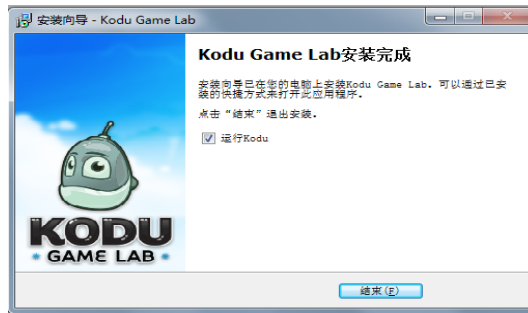 安装向导 - Kodu Game Lab
Kodu Game Lab安装完成
安装向导已在您的电脑上安装Kodu Game Lab。可以通过已安
装的快捷方式来打开此应用程序。
点击“结束”退出安装。
运行Kodu
KODU
GAME LAB
结束(F)